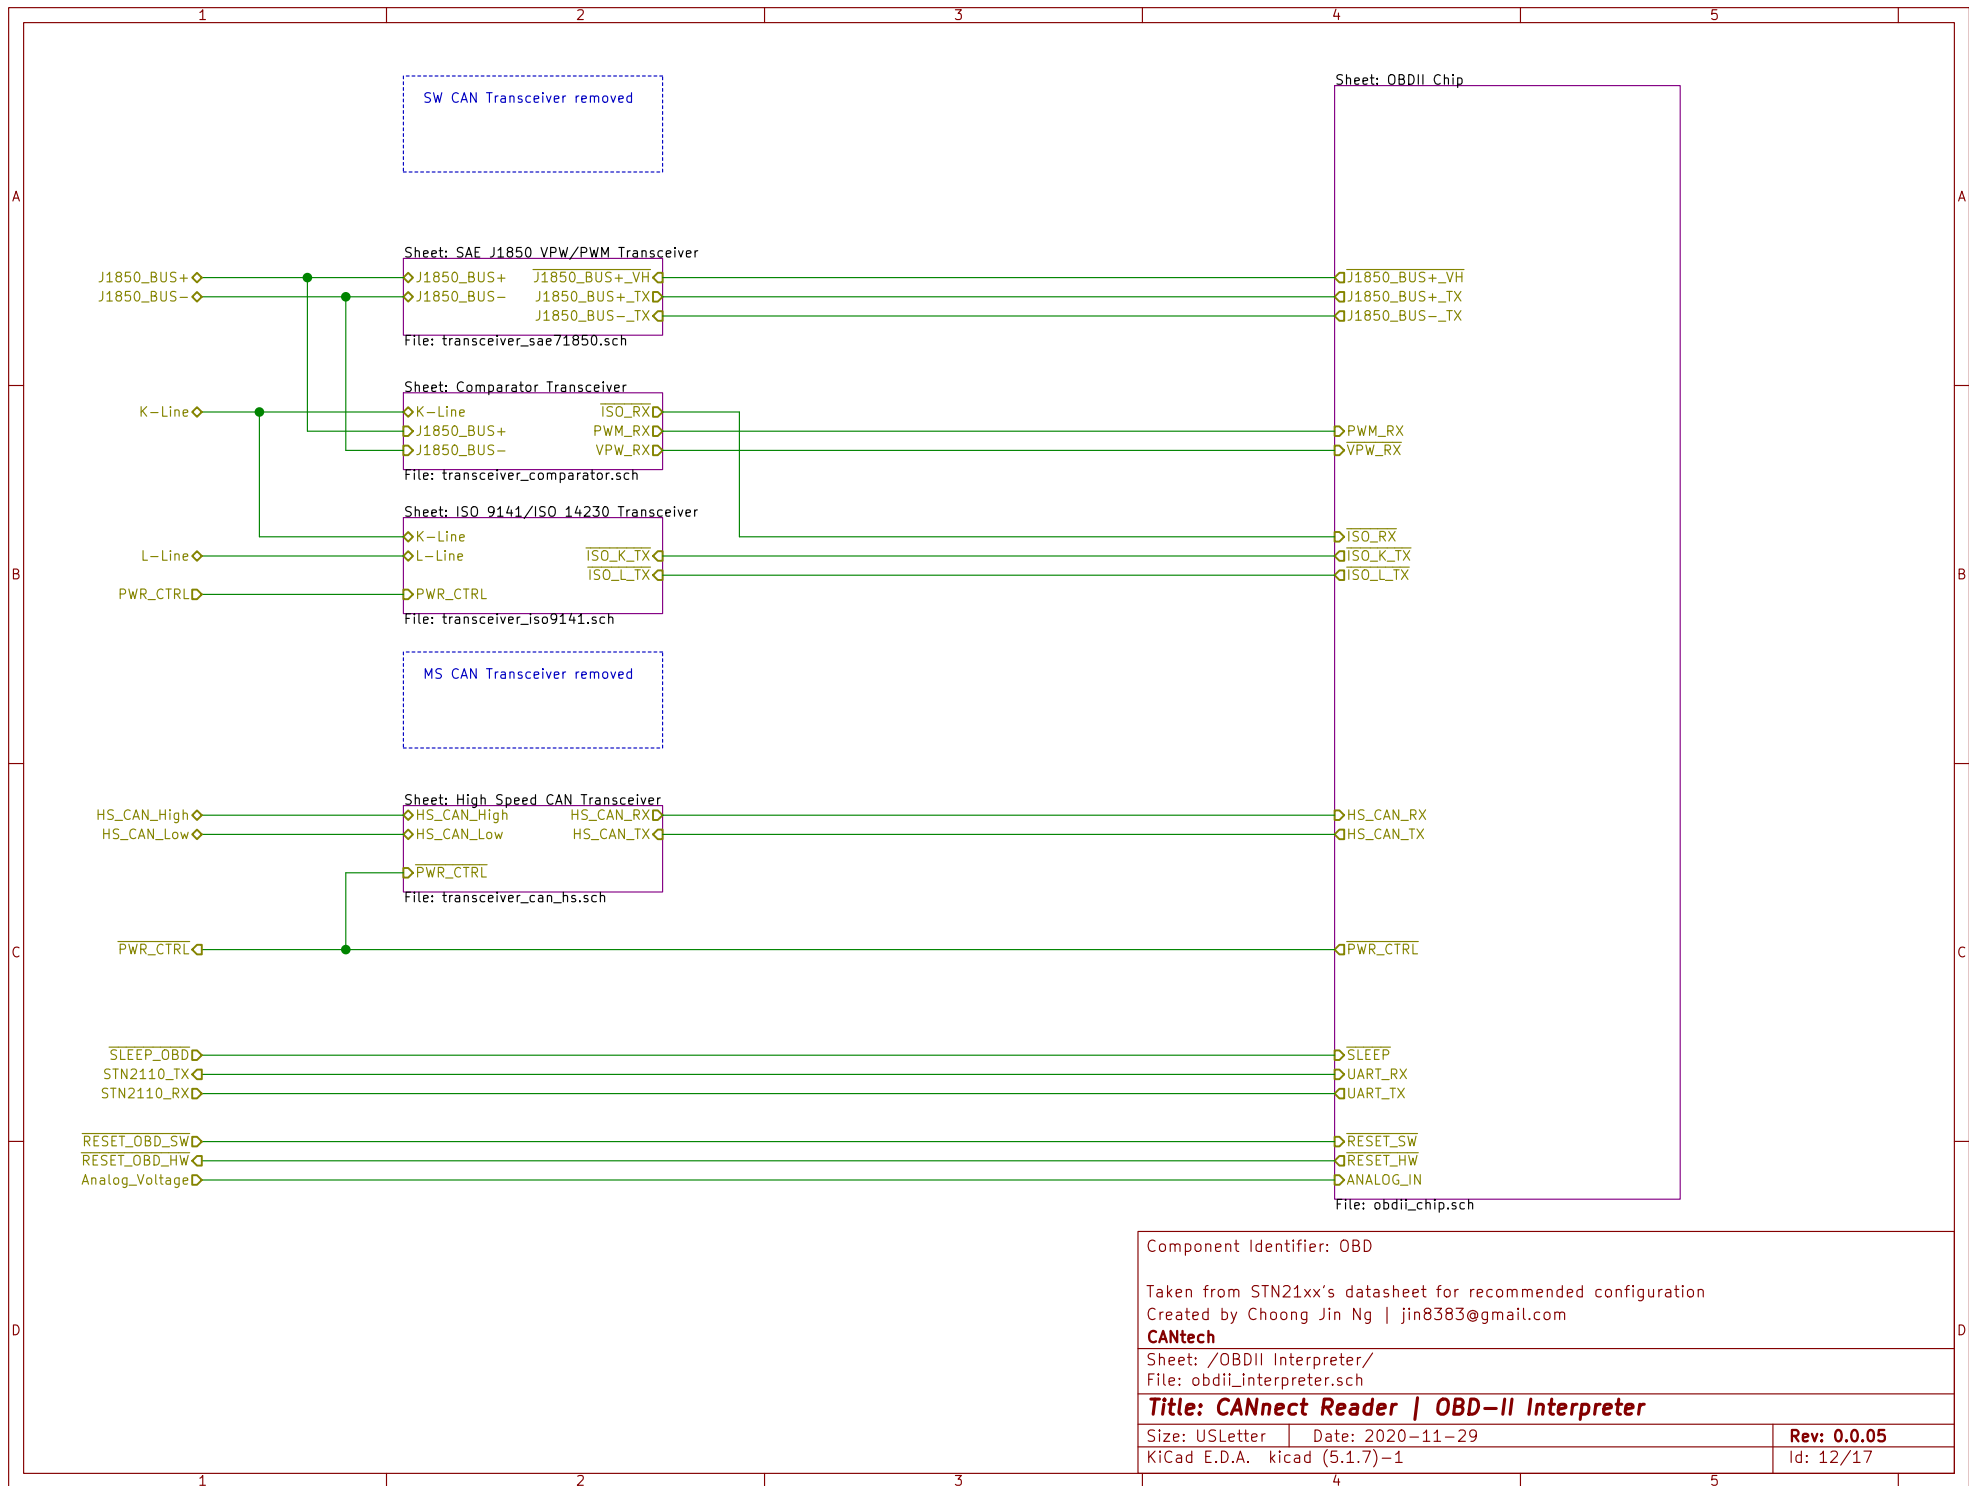 1 2 3 4 5
Sheet: OBDII Chip
SW CAN Transceiver removed
A A
Sheet: SAE J1850 VPW/PWM Transceiver
J1850_BUS+ J1850_BUS+ J1850_BUS+_VH J1850_BUS+_VH
J1850_BUS- J1850_BUS- J1850_BUS+_TX J1850_BUS+_TX
J1850_BUS-_TX J1850_BUS-_TX
File: transceiver_sae71850.sch
Sheet: Comparator Transceiver
K-Line K-Line ISO_RX
J1850_BUS+ PWM_RX PWM_RX
J1850_BUS- VPW_RX VPW_RX
File: transceiver_comparator.sch
Sheet: ISO 9141/ISO 14230 Transceiver
K-Line ISO_RX
L-Line L-Line ISO_K_TX ISO_K_TX
B ISO_L_TX ISO_L_TX B
PWR_CTRL PWR_CTRL
File: transceiver_iso9141.sch
MS CAN Transceiver removed
Sheet: High Speed CAN Transceiver
HS_CAN_High HS_CAN_High HS_CAN_RX HS_CAN_RX
HS_CAN_Low HS_CAN_Low HS_CAN_TX HS_CAN_TX
PWR_CTRL
File: transceiver_can_hs.sch
PWR_CTRL PWR_CTRL
C C
SLEEP_OBD SLEEP
STN2110_TX UART_RX
STN2110_RX UART_TX
RESET_OBD_SW RESET_SW
RESET_OBD_HW RESET_HW
Analog_Voltage ANALOG_IN
File: obdii_chip.sch
Component Identifier: OBD
Taken from STN21xx's datasheet for recommended configuration
Created by Choong Jin Ng | jin8383@gmail.com
D D
CANtech
Sheet: /OBDII Interpreter/
File: obdii_interpreter.sch
Title: CANnect Reader | OBD-II Interpreter
Size: USLetter Date: 2020-11-29 Rev: 0.0.05
KiCad E.D.A. kicad (5.1.7)-1 Id: 12/17
1 2 3 4 5